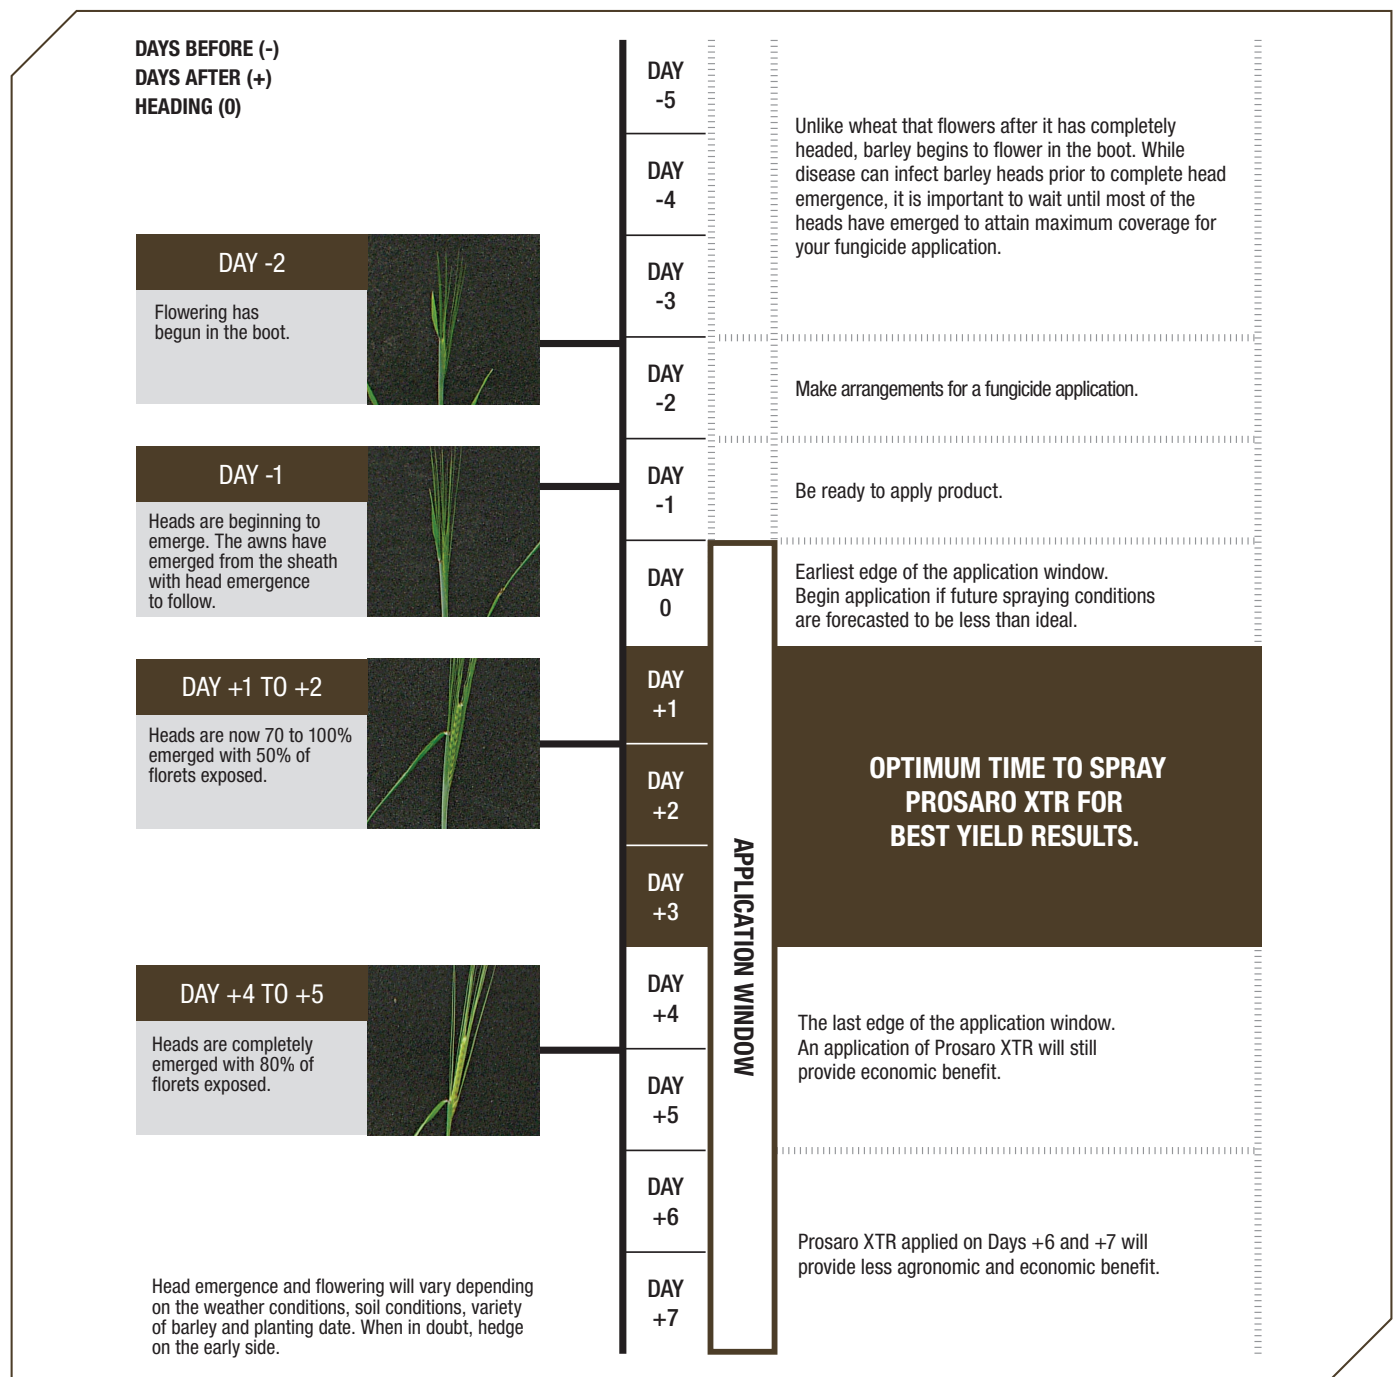 DAYS BEFORE (-)
DAYS AFTER (+)
HEADING (0)
DAY
-5
DAY
-4
DAY
-3
Unlike wheat that flowers after it has completely
headed, barley begins to flower in the boot. While
disease can infect barley heads prior to complete head
emergence, it is important to wait until most of the
heads have emerged to attain maximum coverage for
your fungicide application.
DAY -2
Flowering has
begun in the boot.
DAY
-2
Make arrangements for a fungicide application.
DAY -1
Heads are beginning to
emerge. The awns have
emerged from the sheath
with head emergence
to follow.
DAY
-1
Be ready to apply product.
DAY
0
Earliest edge of the application window.
Begin application if future spraying conditions
are forecasted to be less than ideal.
DAY +1 TO +2
Heads are now 70 to 100%
emerged with 50% of
florets exposed.
DAY
+1
DAY
+2
DAY
+3
APPLICATION WINDOW
OPTIMUM TIME TO SPRAY
PROSARO XTR FOR
BEST YIELD RESULTS.
DAY +4 TO +5
Heads are completely
emerged with 80% of
florets exposed.
DAY
+4
DAY
+5
The last edge of the application window.
An application of Prosaro XTR will still
provide economic benefit.
DAY
+6
DAY
+7
Prosaro XTR applied on Days +6 and +7 will
provide less agronomic and economic benefit.
Head emergence and flowering will vary depending
on the weather conditions, soil conditions, variety
of barley and planting date. When in doubt, hedge
on the early side.